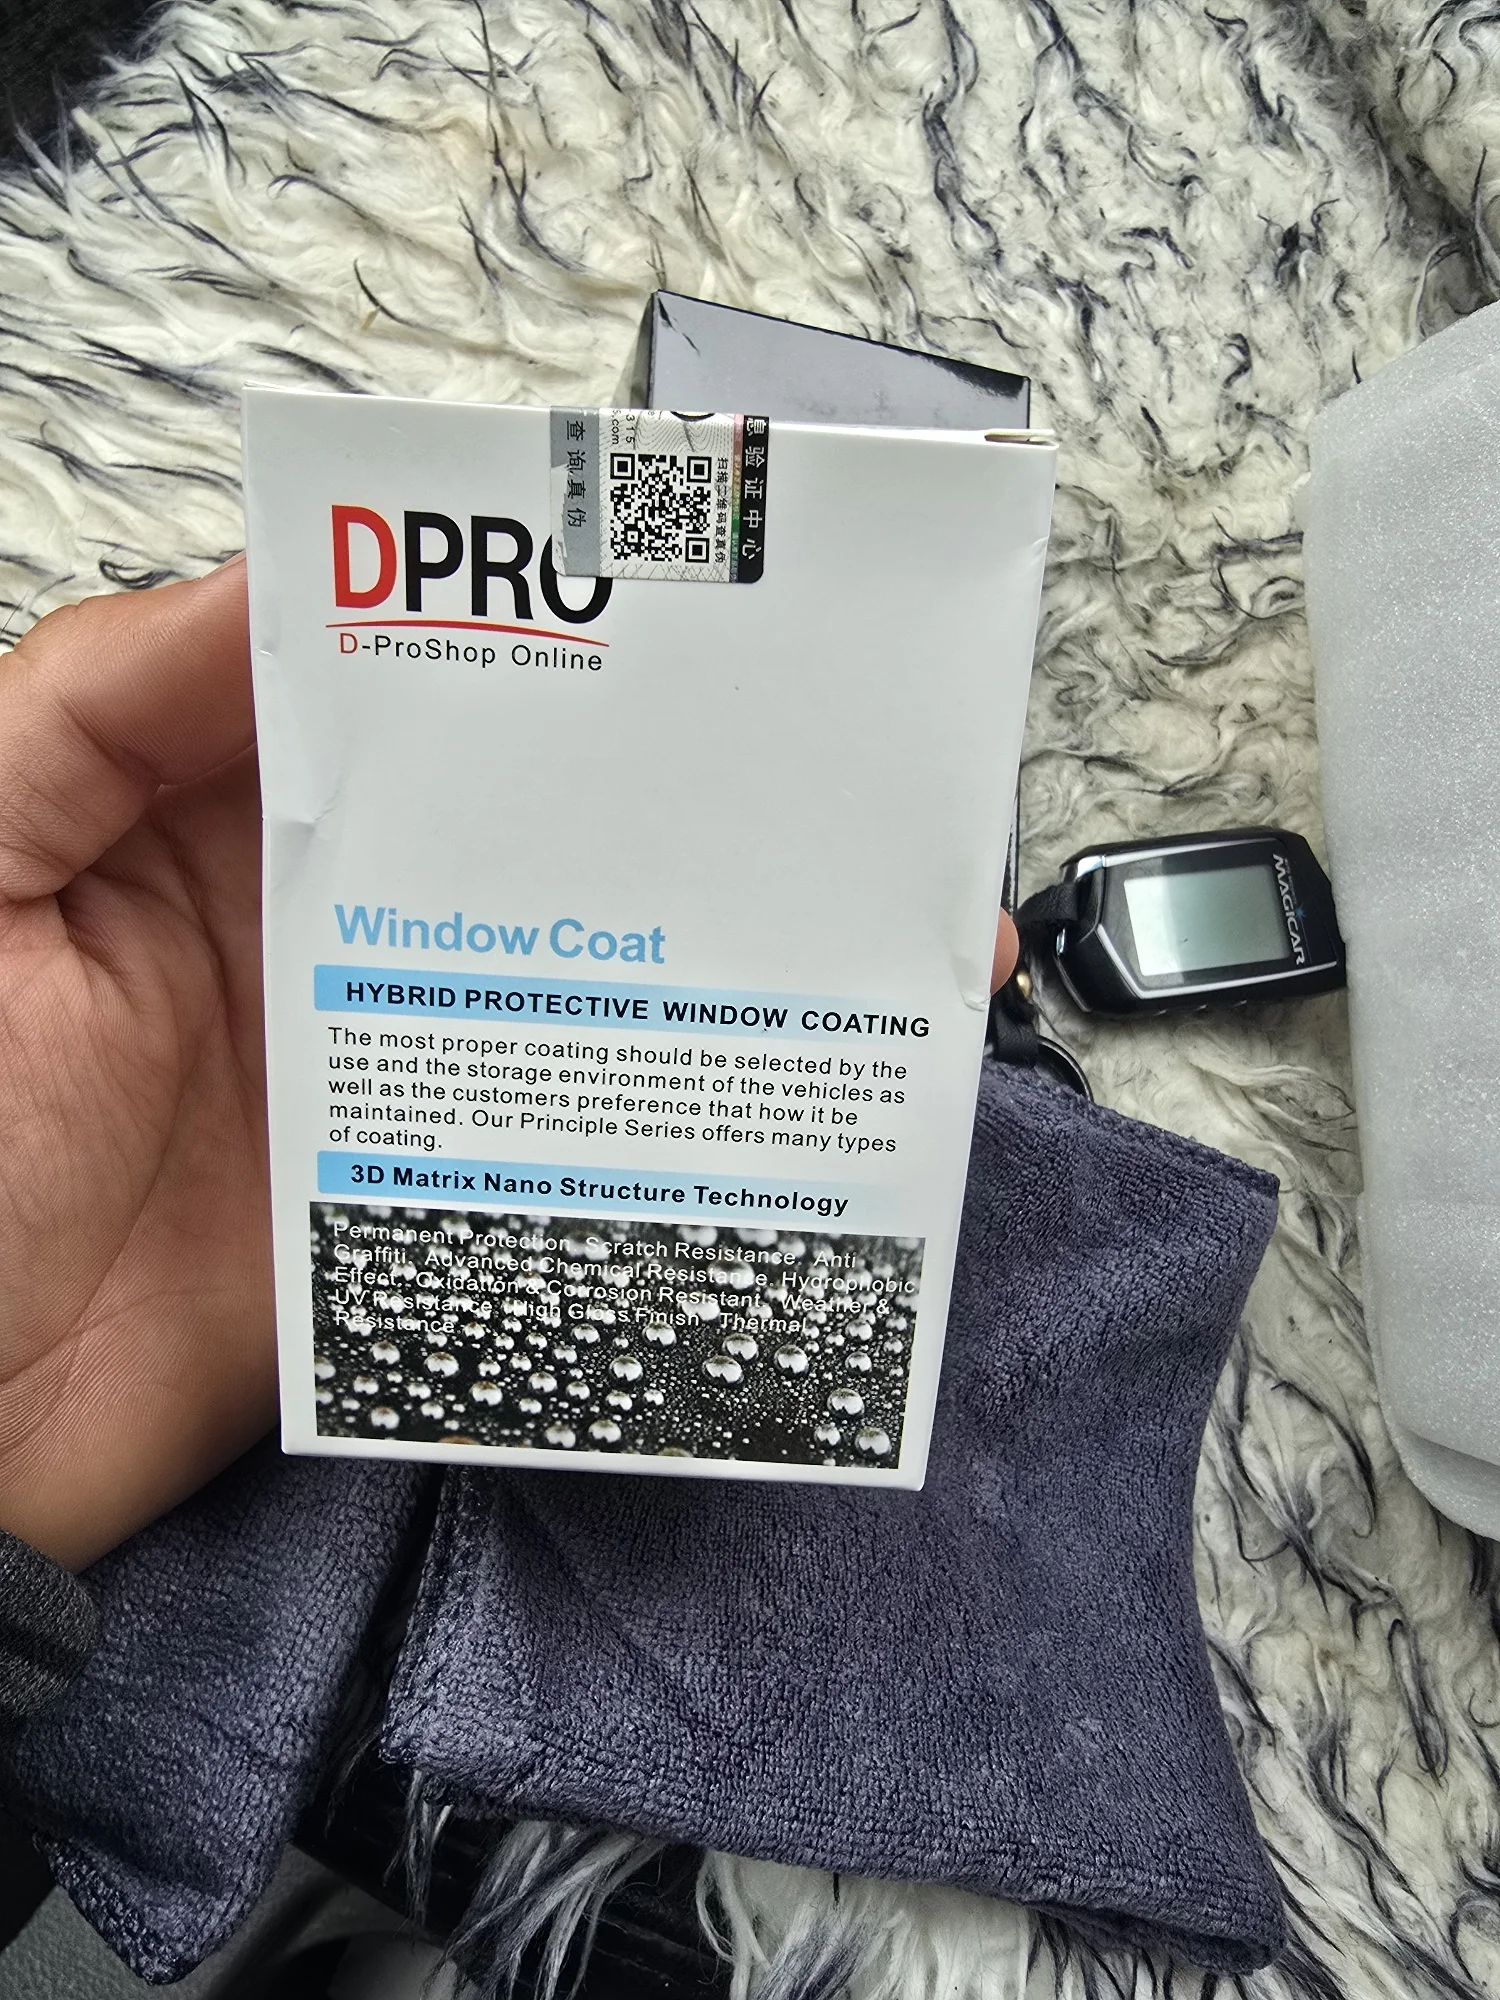 息验证中心
扫描二维码查真伪
315
s.com
查询真伪
DPRO
D-ProShop Online
Window Coat
HYBRID PROTECTIVE WINDOW COATING
The most proper coating should be selected by the
use and the storage environment of the vehicles as
well as the customers preference that how it be
maintained. Our Principle Series offers many types
of coating.
3D Matrix Nano Structure Technology
Permanent Protection. Scratch Resistance. Anti
Graffiti. Advanced Chemical Resistance. Hydrophobic
Effect.. Oxidation & Corrosion Resistant. Weather &
UV Resistance. High Gloss Finish. Thermal
Resistance
MAGICAR